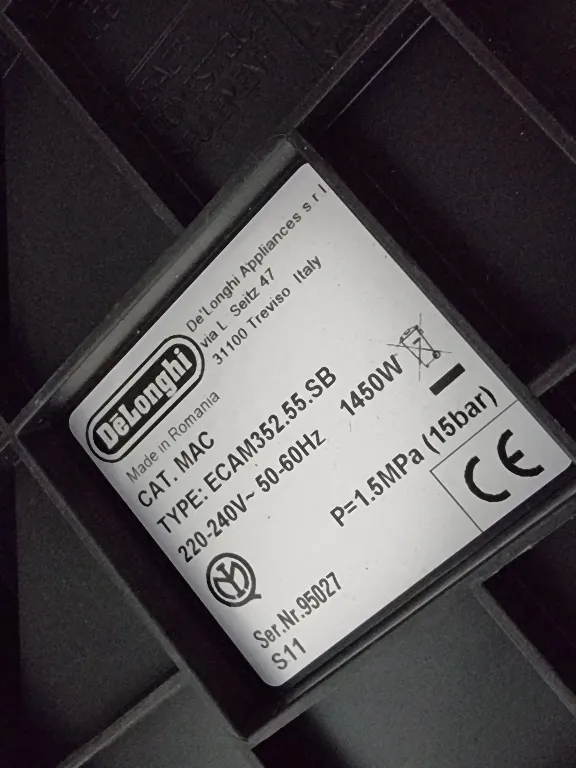 De'Longhi Appliances s r l
via L Seitz 47
31100 Treviso Italy
DeLonghi
Made in Romania
CAT. MAC
TYPE: ECAM352.55.SB
220-240V~ 50-60Hz 1450W
P=1.5MPa (15bar)
CE
Ser.Nr.95027
S11